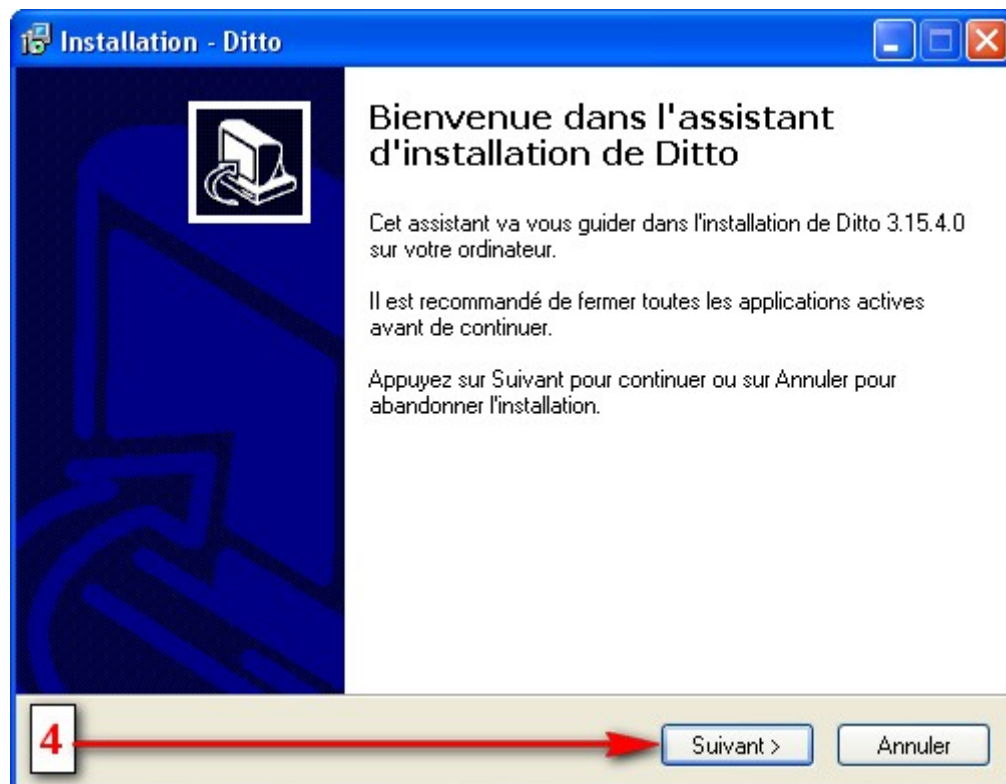 Installation - Ditto
Bienvenue dans l'assistant
d'installation de Ditto
Cet assistant va vous guider dans l'installation de Ditto 3.15.4.0
sur votre ordinateur.
Il est recommandé de fermer toutes les applications actives
avant de continuer.
Appuyez sur Suivant pour continuer ou sur Annuler pour
abandonner l'installation.
4
Suivant >
Annuler